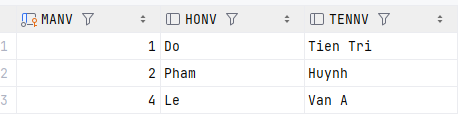 MANV HONV TENNV
1 1 Do Tien Tri
2 2 Pham Huynh
3 4 Le Van A